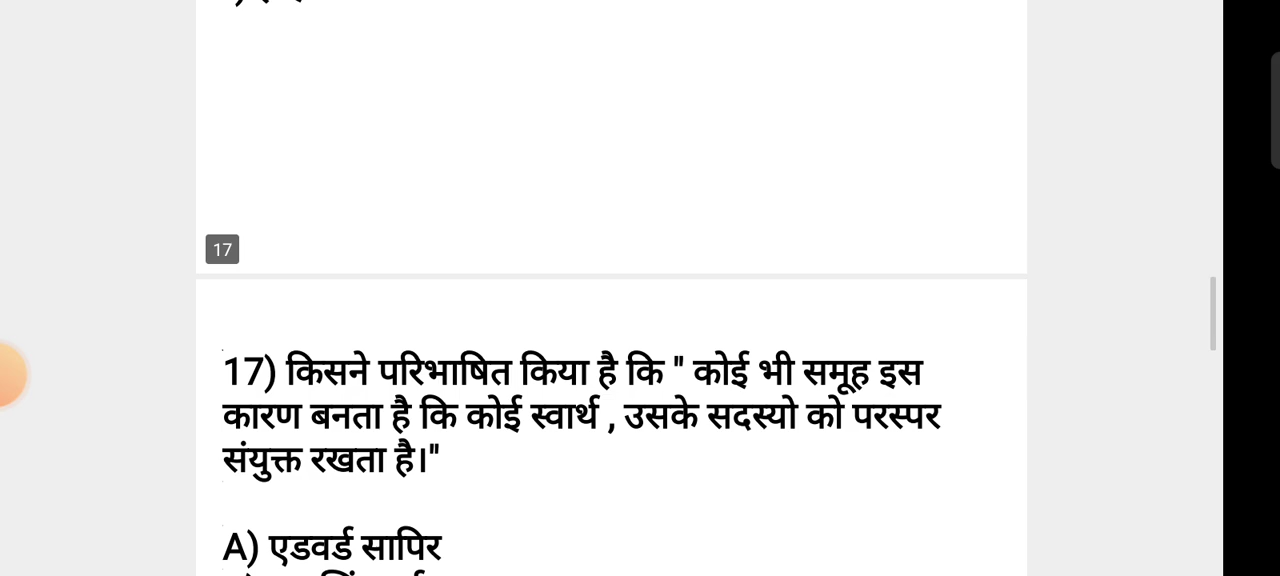 17
17) किसने परिभाषित किया है कि " कोई भी समूह इस
कारण बनता है कि कोई स्वार्थ , उसके सदस्यो को परस्पर
संयुक्त रखता है।"
A) एडवर्ड सापिर